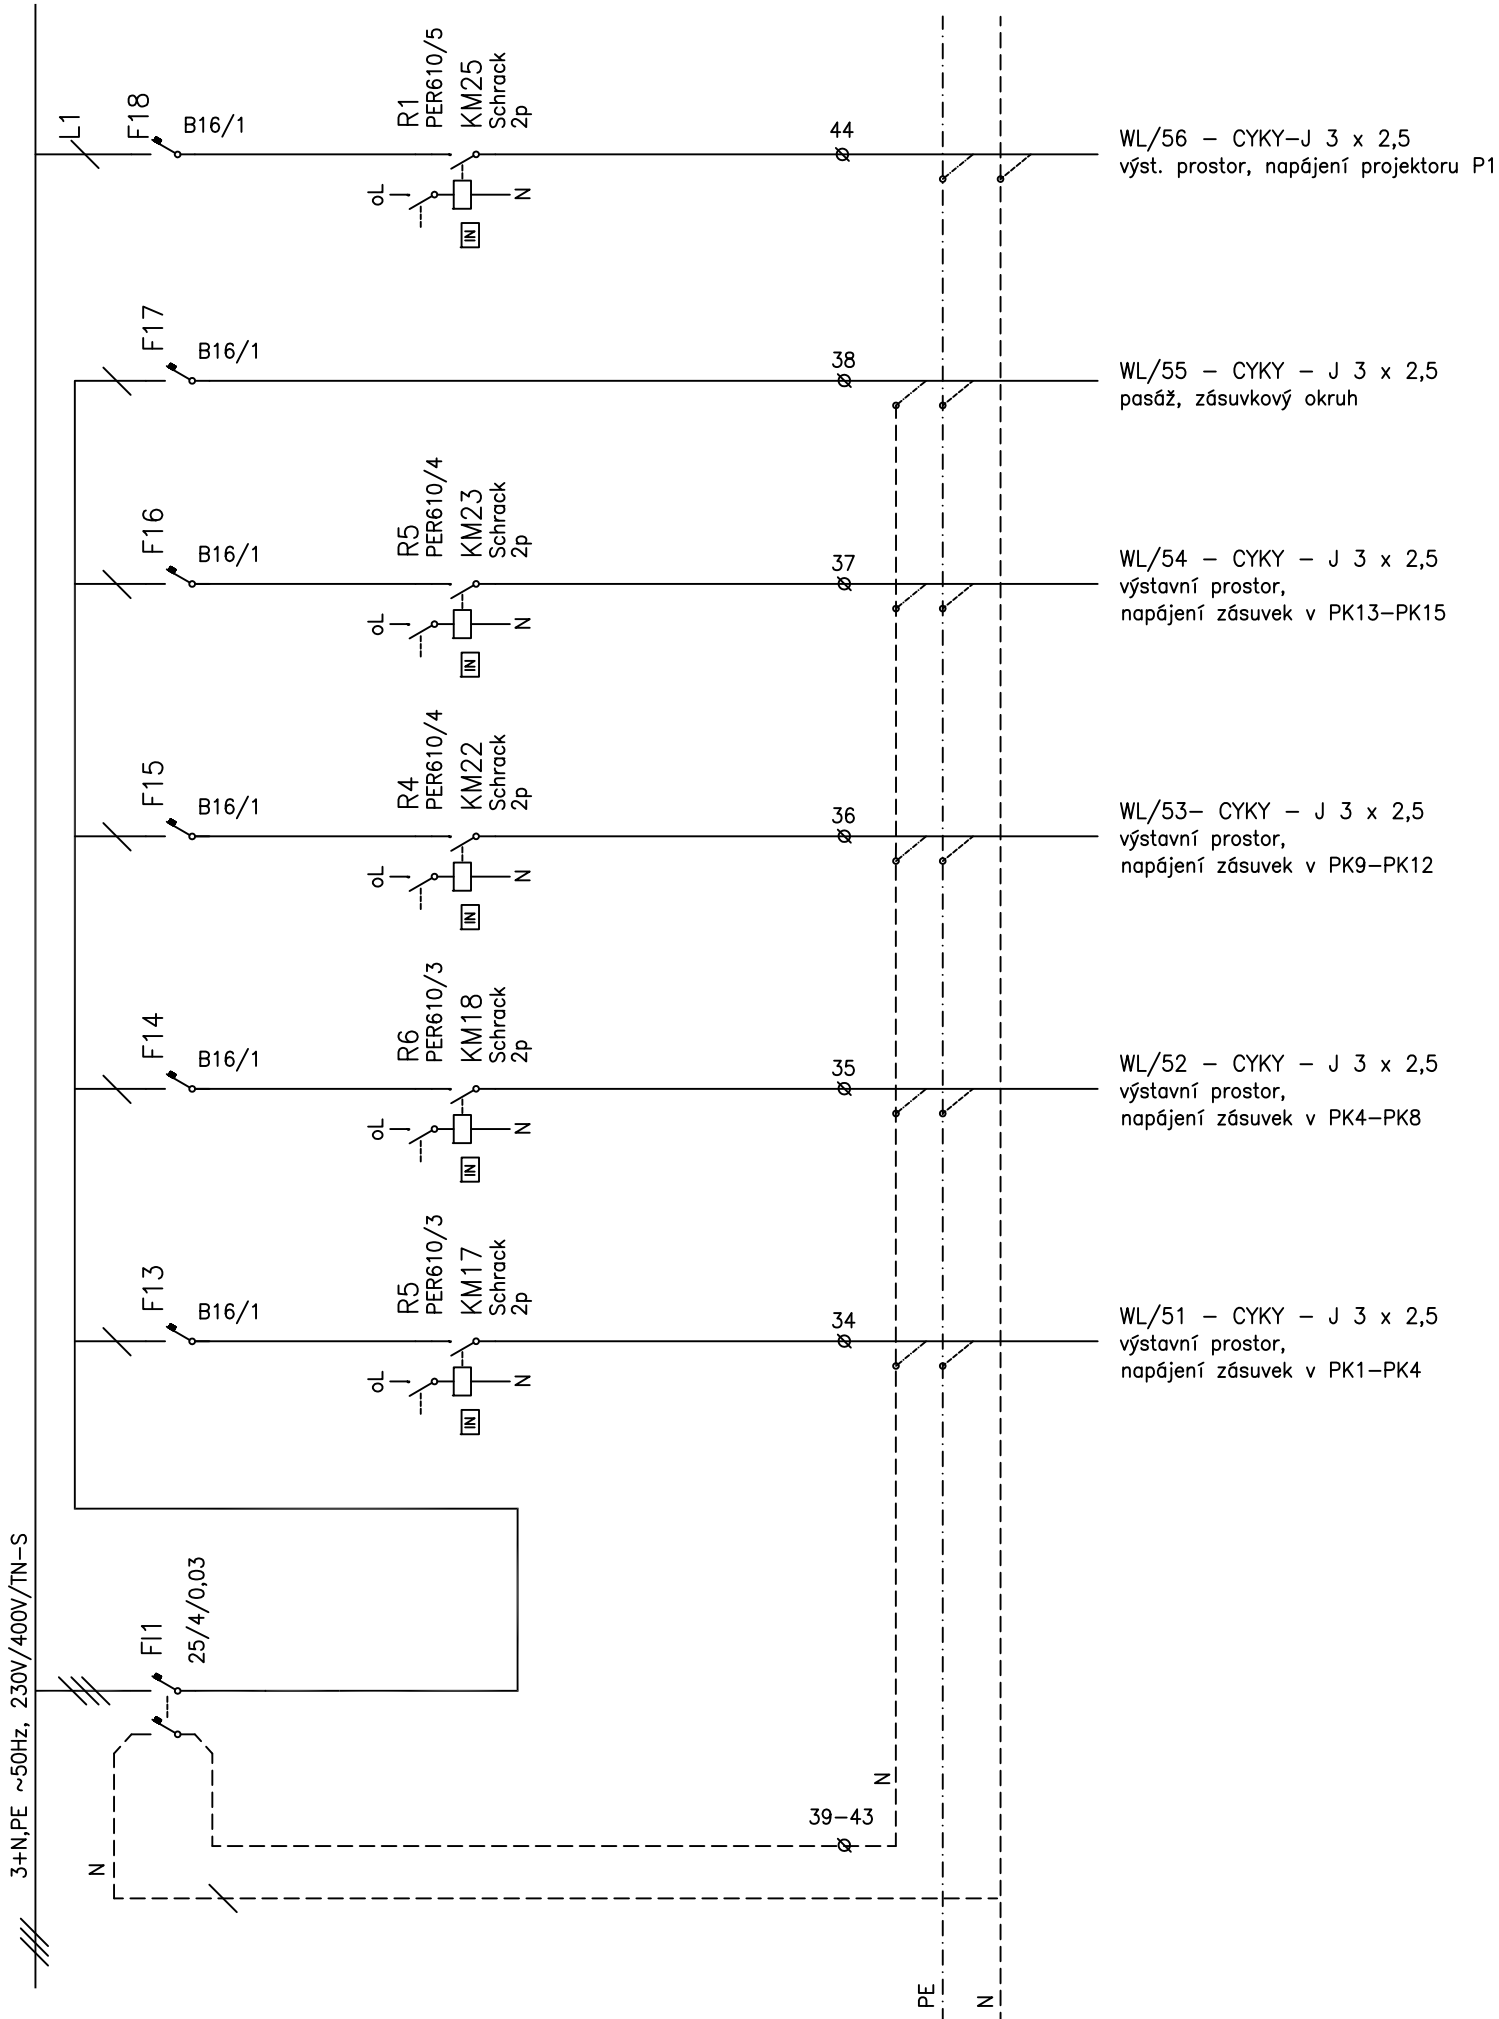 L1
F18
B16/1
R1
PER610/5
KM25
Schrack
2p
oL
N
IN
44
WL/56 – CYKY–J 3 x 2,5
výst. prostor, napájení projektoru P1
F17
B16/1
38
WL/55 – CYKY – J 3 x 2,5
pasáž, zásuvkový okruh
F16
B16/1
R5
PER610/4
KM23
Schrack
2p
oL
N
IN
37
WL/54 – CYKY – J 3 x 2,5
výstavní prostor,
napájení zásuvek v PK13–PK15
F15
B16/1
R4
PER610/4
KM22
Schrack
2p
oL
N
IN
36
WL/53– CYKY – J 3 x 2,5
výstavní prostor,
napájení zásuvek v PK9–PK12
F14
B16/1
R6
PER610/3
KM18
Schrack
2p
oL
N
IN
35
WL/52 – CYKY – J 3 x 2,5
výstavní prostor,
napájení zásuvek v PK4–PK8
F13
B16/1
R5
PER610/3
KM17
Schrack
2p
oL
N
IN
34
WL/51 – CYKY – J 3 x 2,5
výstavní prostor,
napájení zásuvek v PK1–PK4
3+N,PE ~50Hz, 230V/400V/TN–S
FI1
25/4/0,03
N
39–43
N
PE
N